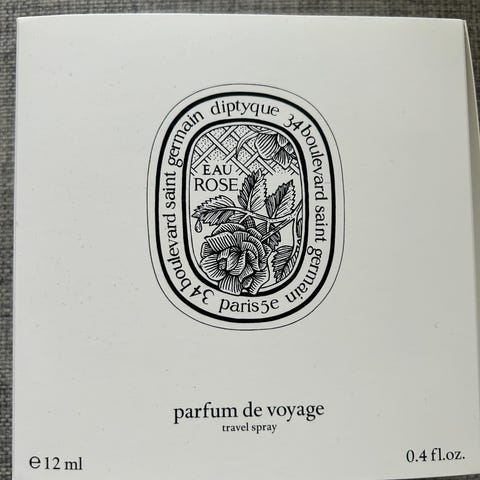 34 boulevard saint germain diptyque 34 boulevard saint germain paris 5e
EAU
ROSE
parfum de voyage
travel spray
℮ 12 ml
0.4 fl.oz.